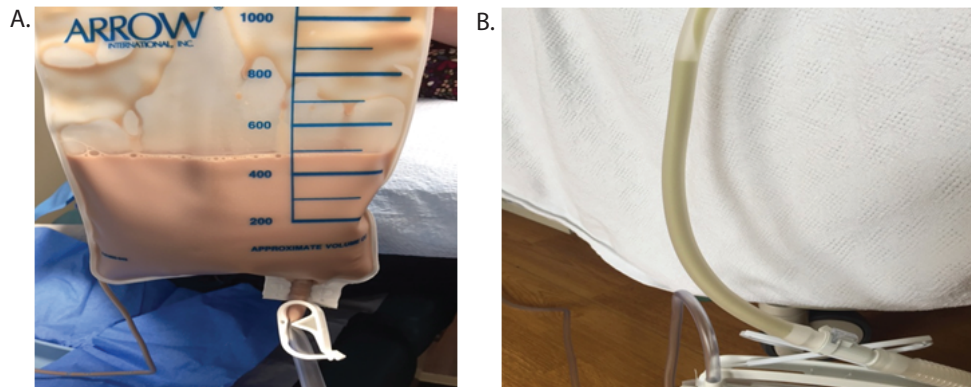 A.
B.
ARROW
INTERNATIONAL, INC.
1000
800
600
400
200
APPROXIMATE VOLUME